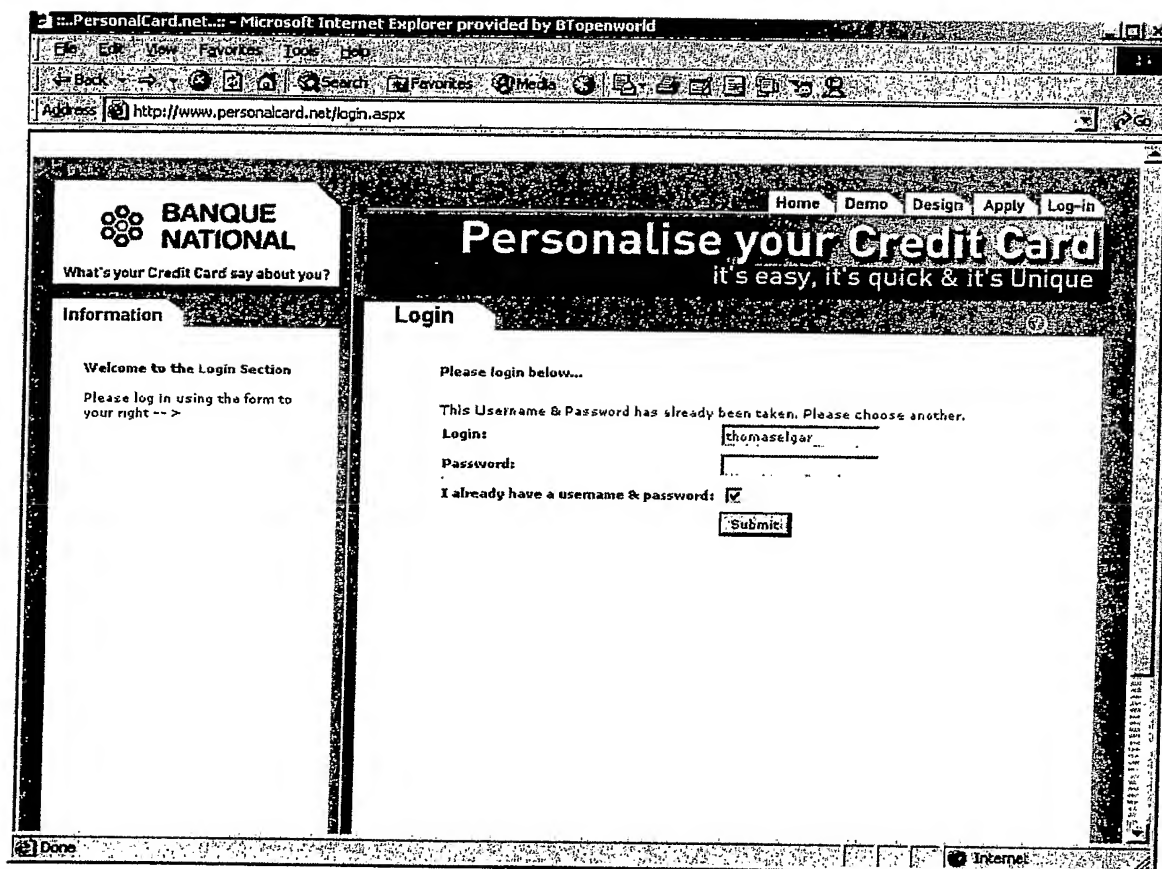 ::..PersonalCard.net..:: - Microsoft Internet Explorer provided by BTopenworld
File Edit View Favorites Tools Help
Back Search Favorites Media
Address http://www.personalcard.net/login.aspx Go
Home Demo Design Apply Log-in
BANQUE
NATIONAL
What's your Credit Card say about you?
Personalise your Credit Card
it's easy, it's quick & it's Unique
Information
Welcome to the Login Section
Please log in using the form to
your right -- >
Login
?
Please login below...
This Username & Password has already been taken. Please choose another.
Login: thomaselgar
Password:
I already have a username & password:
Submit
Done Internet